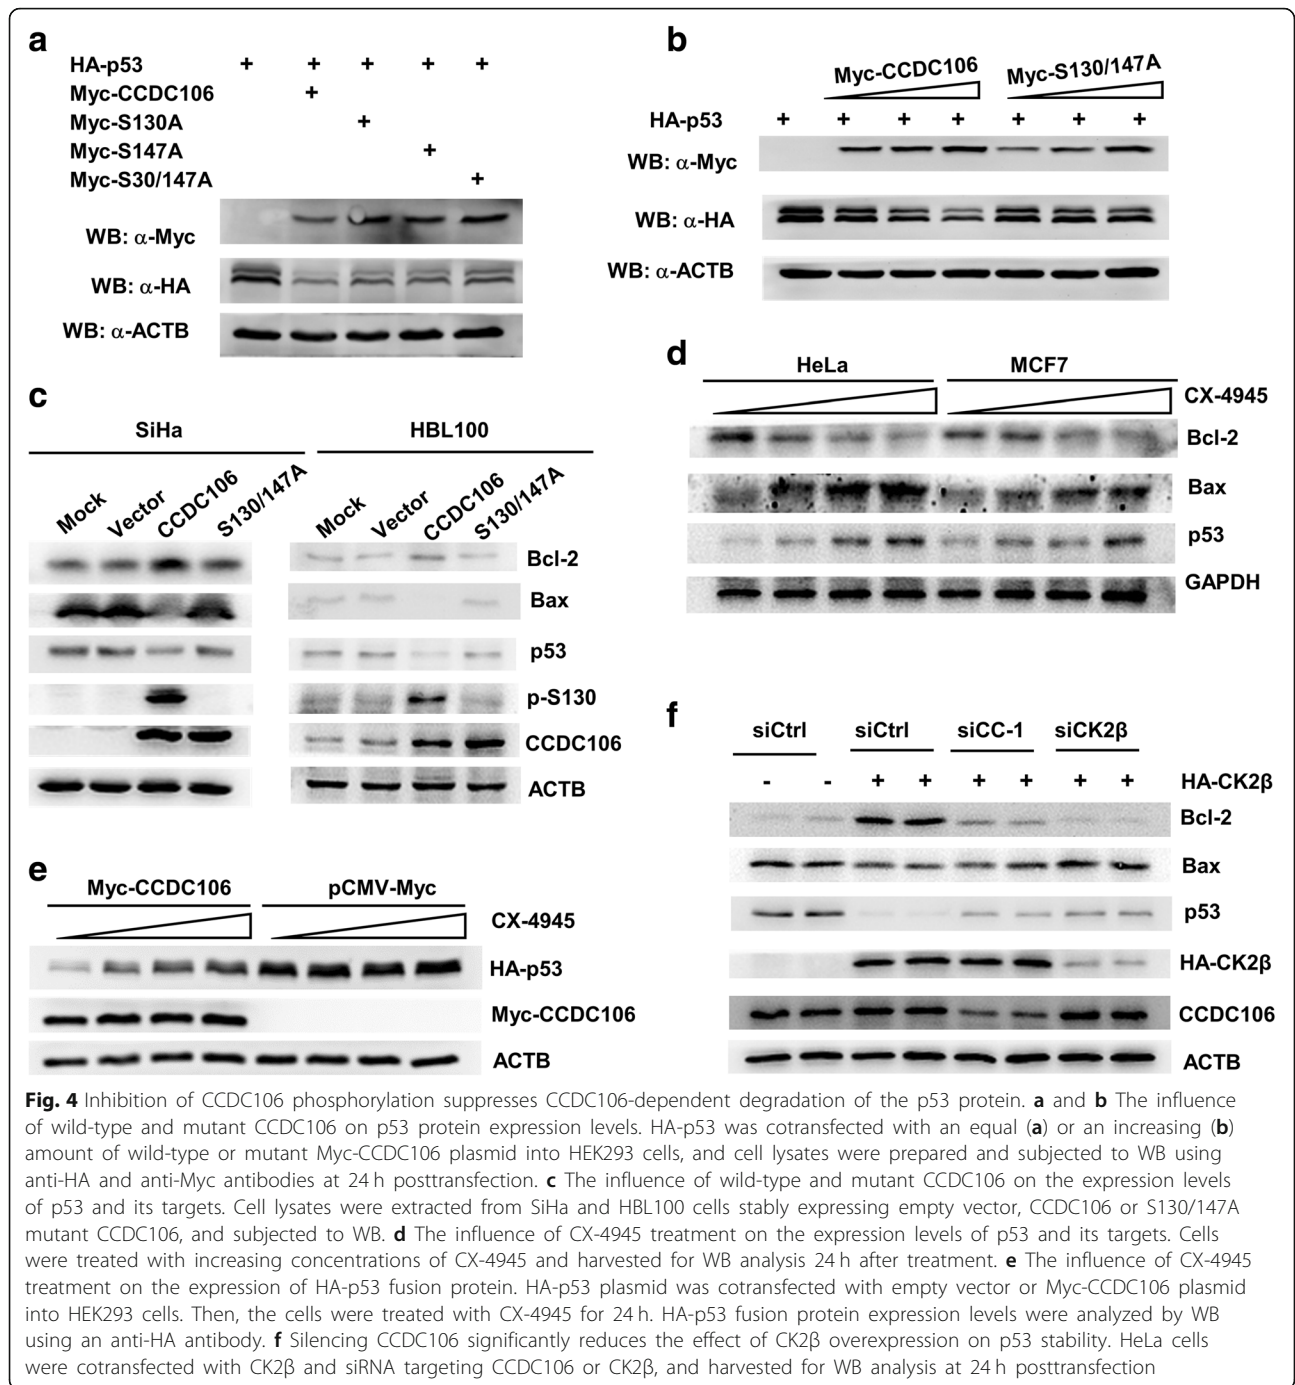 a
HA-p53 + + + + +
Myc-CCDC106 +
Myc-S130A +
Myc-S147A +
Myc-S30/147A +
WB: α-Myc
WB: α-HA
WB: α-ACTB
b
Myc-CCDC106 Myc-S130/147A
HA-p53 + + + + + + +
WB: α-Myc
WB: α-HA
WB: α-ACTB
c
SiHa HBL100
Mock Vector CCDC106 S130/147A Mock Vector CCDC106 S130/147A
Bcl-2
Bax
p53
p-S130
CCDC106
ACTB
d
HeLa MCF7
CX-4945
Bcl-2
Bax
p53
GAPDH
e
Myc-CCDC106 pCMV-Myc
CX-4945
HA-p53
Myc-CCDC106
ACTB
f
siCtrl siCtrl siCC-1 siCK2β
- - + + + + + + HA-CK2β
Bcl-2
Bax
p53
HA-CK2β
CCDC106
ACTB
Fig. 4 Inhibition of CCDC106 phosphorylation suppresses CCDC106-dependent degradation of the p53 protein. a and b The influence
of wild-type and mutant CCDC106 on p53 protein expression levels. HA-p53 was cotransfected with an equal (a) or an increasing (b)
amount of wild-type or mutant Myc-CCDC106 plasmid into HEK293 cells, and cell lysates were prepared and subjected to WB using
anti-HA and anti-Myc antibodies at 24 h posttransfection. c The influence of wild-type and mutant CCDC106 on the expression levels
of p53 and its targets. Cell lysates were extracted from SiHa and HBL100 cells stably expressing empty vector, CCDC106 or S130/147A
mutant CCDC106, and subjected to WB. d The influence of CX-4945 treatment on the expression levels of p53 and its targets. Cells
were treated with increasing concentrations of CX-4945 and harvested for WB analysis 24 h after treatment. e The influence of CX-4945
treatment on the expression of HA-p53 fusion protein. HA-p53 plasmid was cotransfected with empty vector or Myc-CCDC106 plasmid
into HEK293 cells. Then, the cells were treated with CX-4945 for 24 h. HA-p53 fusion protein expression levels were analyzed by WB
using an anti-HA antibody. f Silencing CCDC106 significantly reduces the effect of CK2β overexpression on p53 stability. HeLa cells
were cotransfected with CK2β and siRNA targeting CCDC106 or CK2β, and harvested for WB analysis at 24 h posttransfection